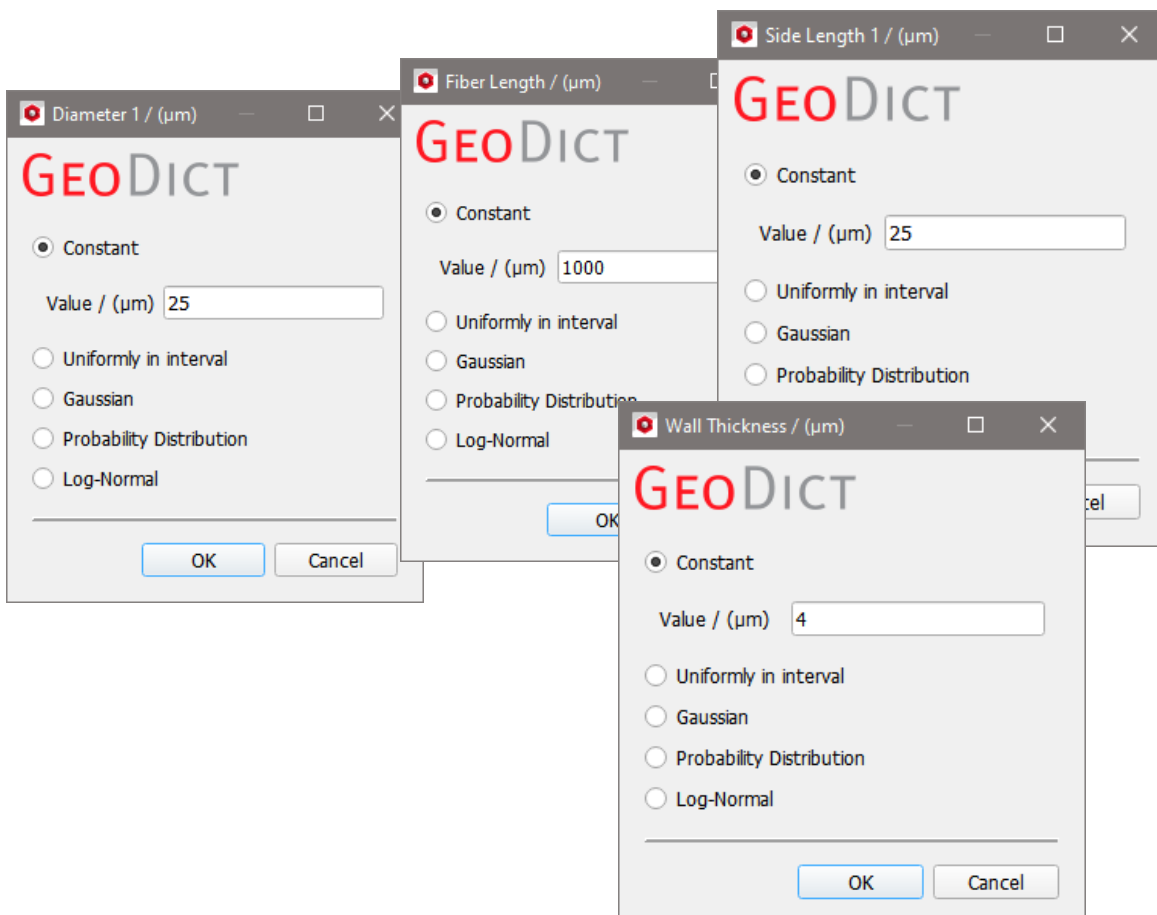 Diameter 1 / (µm)
GEODICT
Constant
Value / (µm) 25
Uniformly in interval
Gaussian
Probability Distribution
Log-Normal
OK Cancel
Fiber Length / (µm)
GEODICT
Constant
Value / (µm) 1000
Uniformly in interval
Gaussian
Probability Distribution
Log-Normal
OK
Side Length 1 / (µm)
GEODICT
Constant
Value / (µm) 25
Uniformly in interval
Gaussian
Probability Distribution
Wall Thickness / (µm)
GEODICT
Constant
Value / (µm) 4
Uniformly in interval
Gaussian
Probability Distribution
Log-Normal
OK Cancel